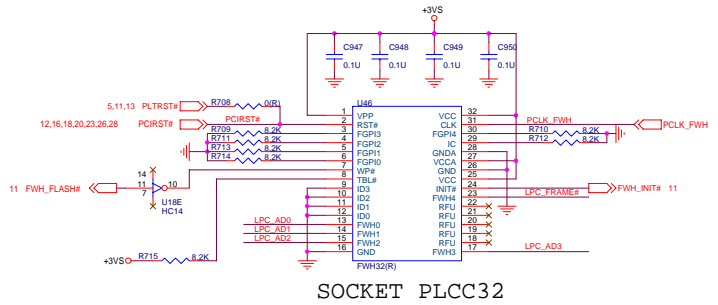 +3VS
C947
C948
C949
C950
0.1U
0.1U
0.1U
0.1U
U46
5,11,13 PLTRST# R708 0(R)
12,16,18,20,23,26,28 PCIRST# PCIRST#
R709 8.2K
R711 8.2K
R713 8.2K
R714 8.2K
1 VPP VCC 32
2 RST# CLK 31 PCLK_FWH PCLK_FWH
3 FGPI3 FGPI4 30 R710 8.2K
4 FGPI2 IC 29 R712 8.2K
5 FGPI1 GNDA 28
6 FGPI0 VCCA 27
7 WP# GND 26
8 TBL# VCC 25
9 ID3 INIT# 24 FWH_INIT# 11
10 ID2 FWH4 23 LPC_FRAME#
11 ID1 RFU 22
12 ID0 RFU 21
LPC_AD0 13 FWH0 RFU 20
LPC_AD1 14 FWH1 RFU 19
LPC_AD2 15 FWH2 RFU 18
16 GND FWH3 17 LPC_AD3
14
11 FWH_FLASH# 11 10
7
U18E
HC14
+3VS R715 8.2K
FWH32(R)
SOCKET PLCC32